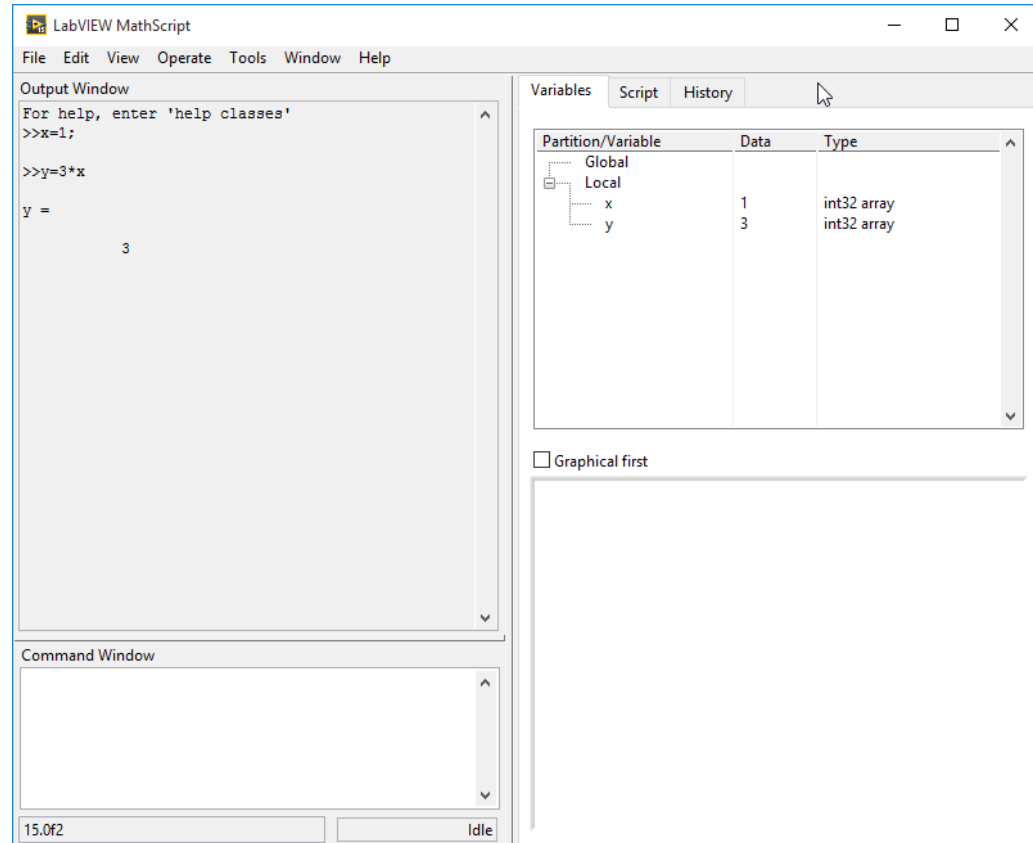 LabVIEW MathScript
File Edit View Operate Tools Window Help
Output Window
For help, enter 'help classes'
>>x=1;
>>y=3*x
y =
3
Command Window
15.0f2 Idle
Variables Script History
Partition/Variable Data Type
Global
Local
x 1 int32 array
y 3 int32 array
Graphical first